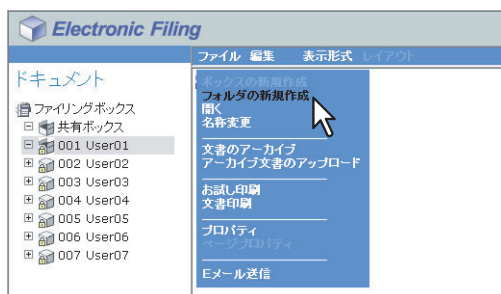 Electronic Filing
ファイル 編集 表示形式 レイアウト
ドキュメント
ファイリングボックス
共有ボックス
001 User01
002 User02
003 User03
004 User04
005 User05
006 User06
007 User07
ボックスの新規作成
フォルダの新規作成
開く
名称変更
文書のアーカイブ
アーカイブ文書のアップロード
お試し印刷
文書印刷
プロパティ
ページプロパティ
Eメール送信